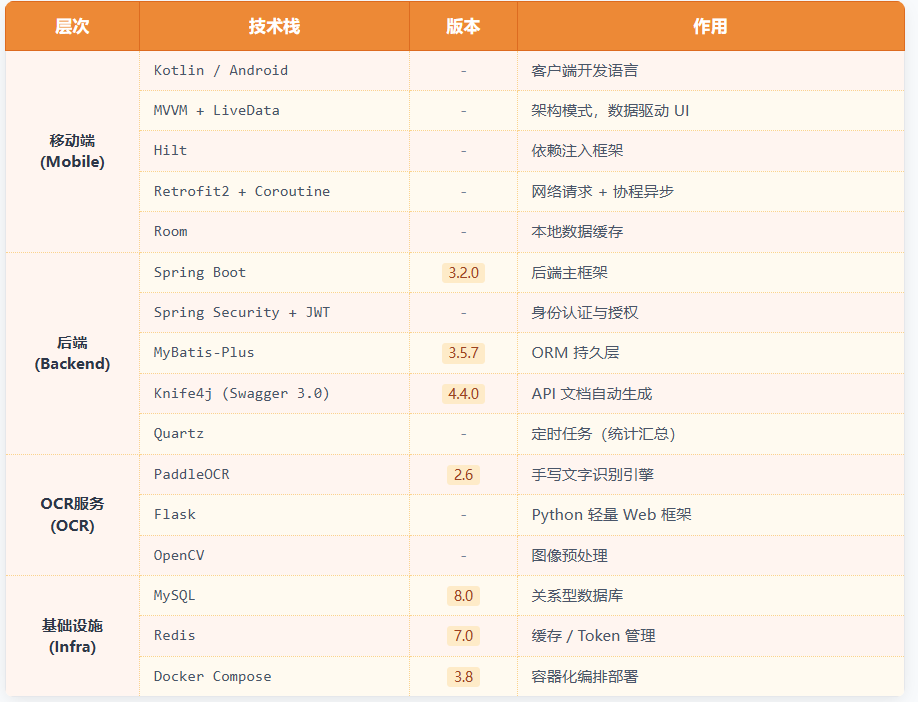 层次 技术栈 版本 作用
移动端
(Mobile)
Kotlin / Android - 客户端开发语言
MVVM + LiveData - 架构模式，数据驱动 UI
Hilt - 依赖注入框架
Retrofit2 + Coroutine - 网络请求 + 协程异步
Room - 本地数据缓存
后端
(Backend)
Spring Boot 3.2.0 后端主框架
Spring Security + JWT - 身份认证与授权
MyBatis-Plus 3.5.7 ORM 持久层
Knife4j (Swagger 3.0) 4.4.0 API 文档自动生成
Quartz - 定时任务（统计汇总）
OCR服务
(OCR)
PaddleOCR 2.6 手写文字识别引擎
Flask - Python 轻量 Web 框架
OpenCV - 图像预处理
基础设施
(Infra)
MySQL 8.0 关系型数据库
Redis 7.0 缓存 / Token 管理
Docker Compose 3.8 容器化编排部署